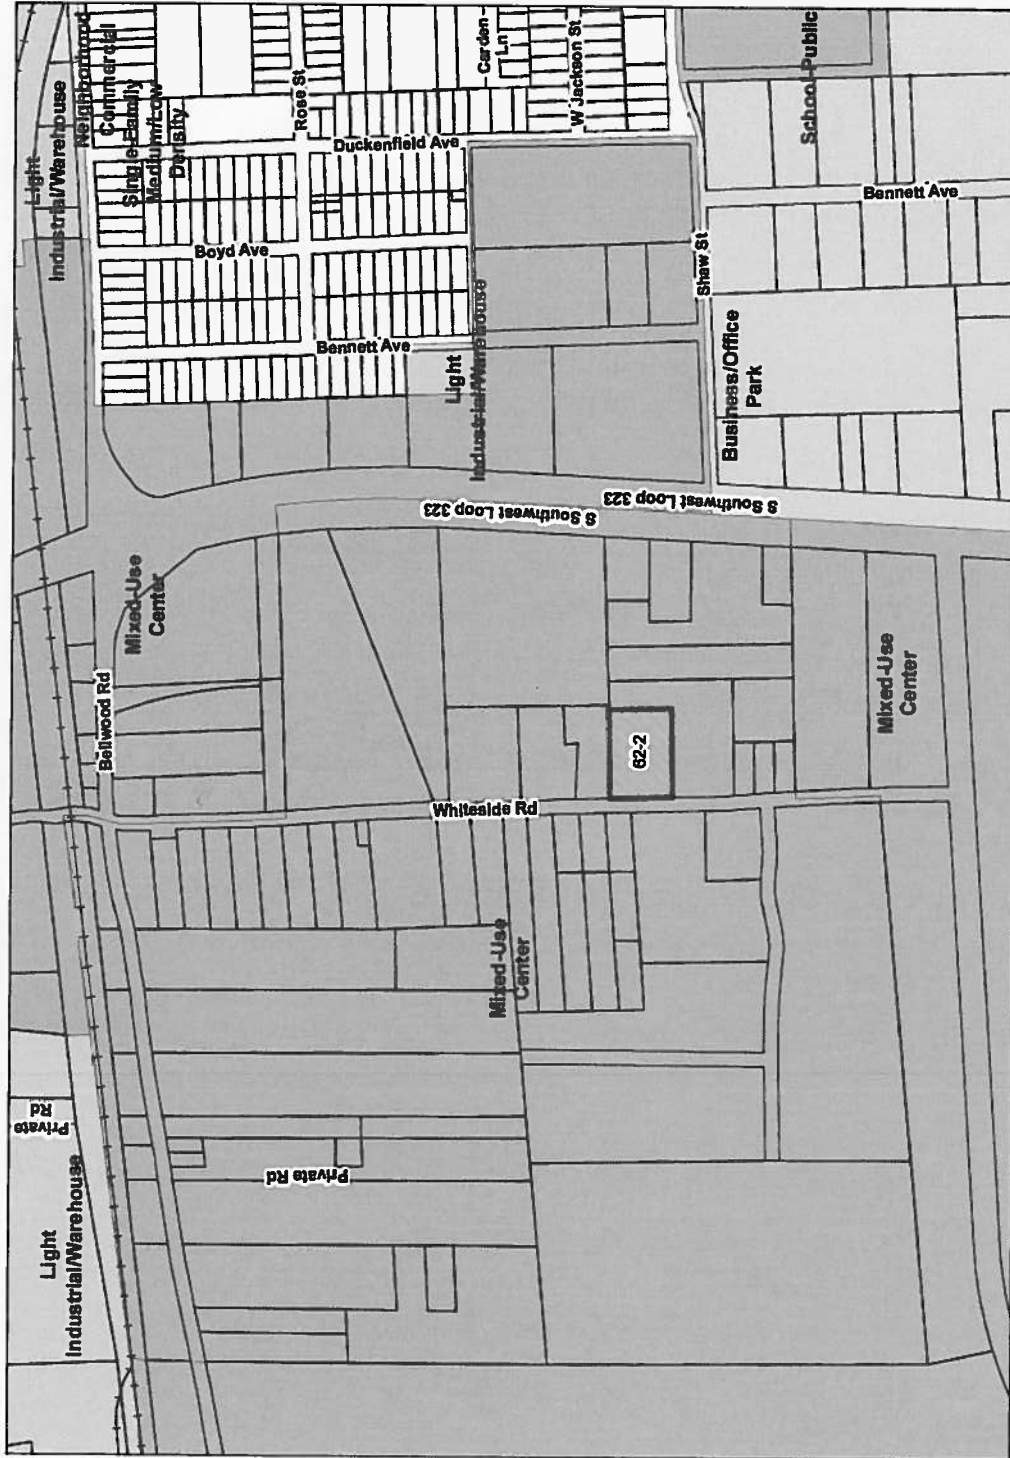 Neighborhood
Commercial
Light
Industrial/Warehouse
Single-Family
Medium/Low
Density
Rose St
Carden
Ln
W Jackson St
School-Public
Duckenfield Ave
Bennett Ave
Boyd Ave
Shaw St
Bennett Ave
Light
Industrial/Warehouse
Business/Office
Park
S Southwest Loop 323
S Southwest Loop 323
Mixed-Use
Center
Bellwood Rd
Mixed-Use
Center
62-2
Whiteside Rd
Mixed-Use
Center
Private
Rd
Private Rd
Light
Industrial/Warehouse